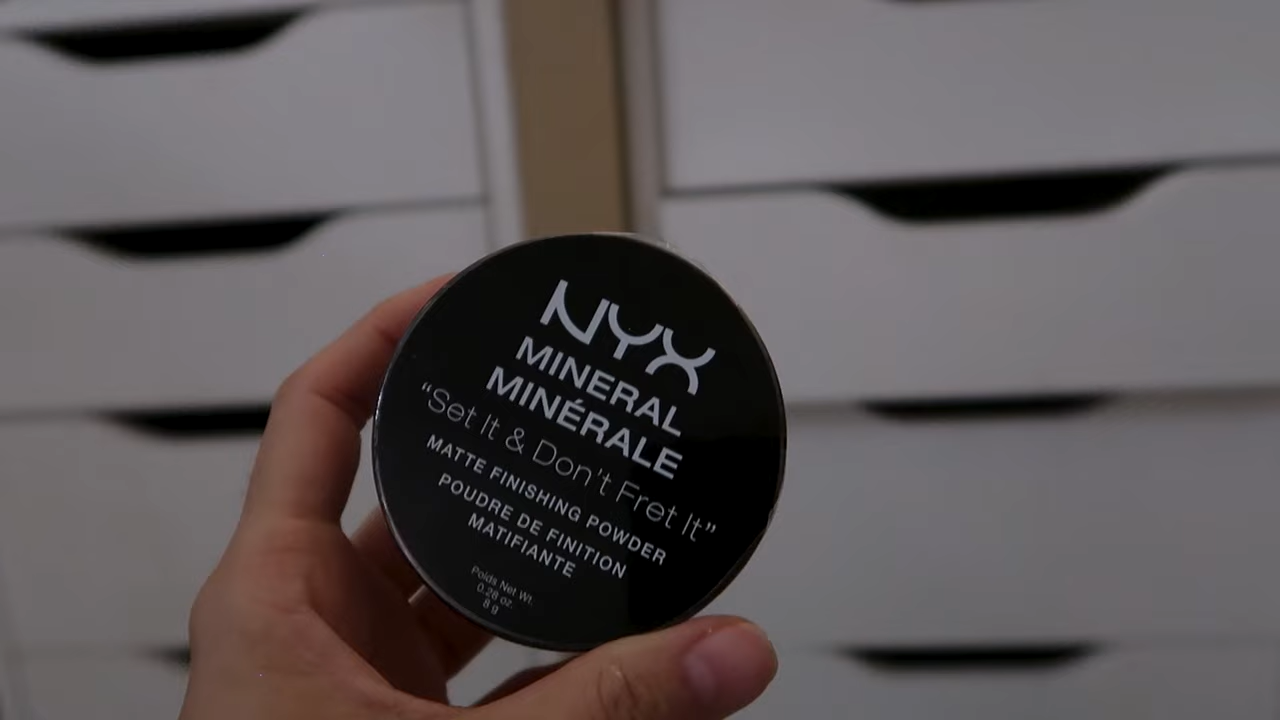 NYX
MINERAL
MINÉRALE
“Set It & Don't Fret It”
MATTE FINISHING POWDER
POUDRE DE FINITION
MATIFIANTE
Poids Net Wt.
0.28 oz.
8 g